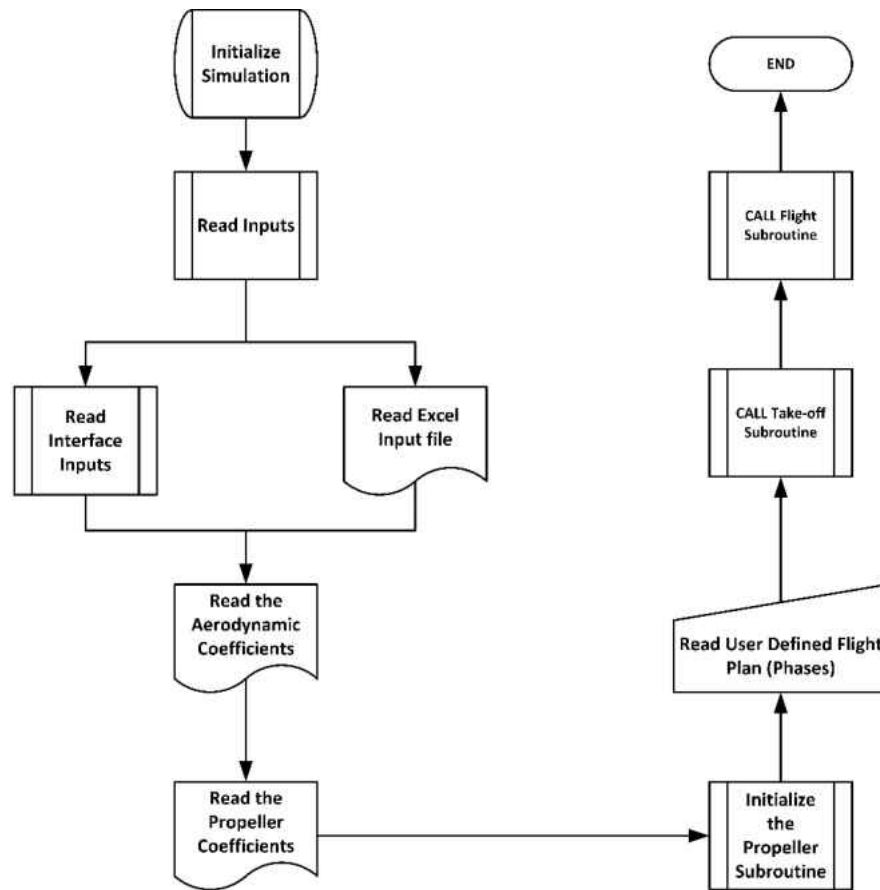 Initialize
Simulation
Read Inputs
Read
Interface
Inputs
Read Excel
Input file
Read the
Aerodynamic
Coefficients
Read the
Propeller
Coefficients
Initialize
the
Propeller
Subroutine
Read User Defined Flight
Plan (Phases)
CALL Take-off
Subroutine
CALL Flight
Subroutine
END